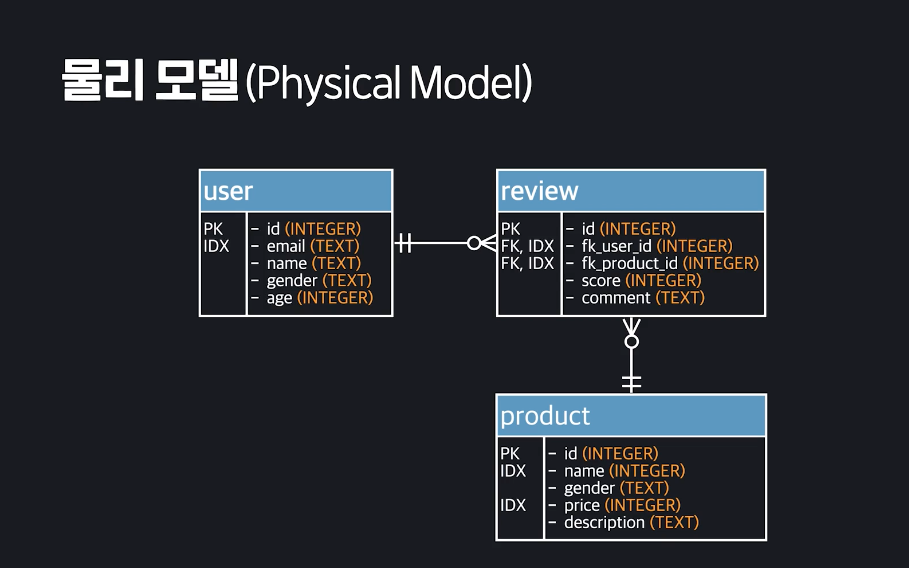 물리 모델(Physical Model)
user
PK - id (INTEGER)
IDX - email (TEXT)
- name (TEXT)
- gender (TEXT)
- age (INTEGER)
review
PK - id (INTEGER)
FK, IDX - fk_user_id (INTEGER)
FK, IDX - fk_product_id (INTEGER)
- score (INTEGER)
- comment (TEXT)
product
PK - id (INTEGER)
IDX - name (INTEGER)
- gender (TEXT)
IDX - price (INTEGER)
- description (TEXT)